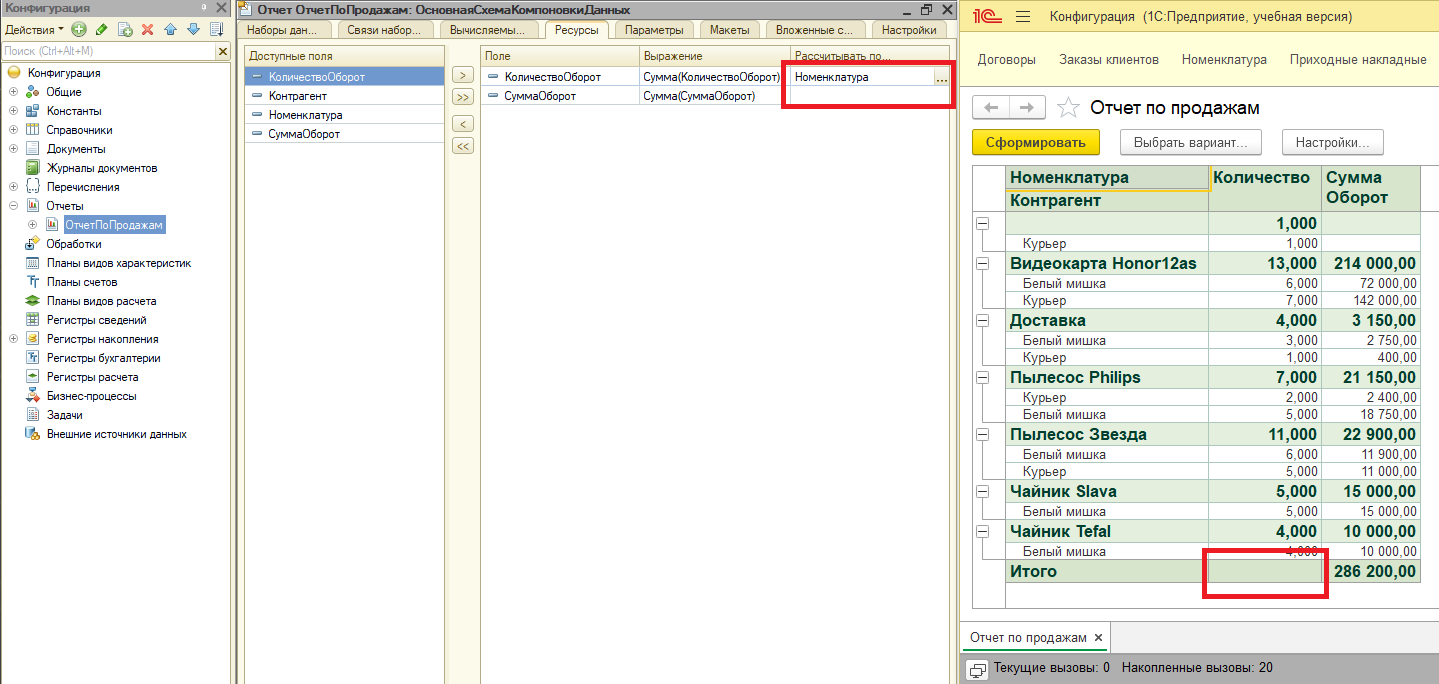 Конфигурация
Действия
Поиск (Ctrl+Alt+M)
Конфигурация
Общие
Константы
Справочники
Документы
Журналы документов
Перечисления
Отчеты
ОтчетПоПродажам
Обработки
Планы видов характеристик
Планы счетов
Планы видов расчета
Регистры сведений
Регистры накопления
Регистры бухгалтерии
Регистры расчета
Бизнес-процессы
Задачи
Внешние источники данных
Отчет ОтчетПоПродажам: ОсновнаяСхемаКомпоновкиДанных
Наборы дан... Связи набор... Вычисляемы... Ресурсы Параметры Макеты Вложенные с... Настройки
Доступные поля
КоличествоОборот
Контрагент
Номенклатура
СуммаОборот
>
>>
<
<<
Поле Выражение Рассчитывать по...
КоличествоОборот Сумма(КоличествоОборот) Номенклатура ...
СуммаОборот Сумма(СуммаОборот)
1С Конфигурация (1С:Предприятие, учебная версия)
Договоры Заказы клиентов Номенклатура Приходные накладные
Отчет по продажам
Сформировать Выбрать вариант... Настройки...
Номенклатура Количество Сумма
Контрагент Оборот
1,000
Курьер 1,000
Видеокарта Honor12as 13,000 214 000,00
Белый мишка 6,000 72 000,00
Курьер 7,000 142 000,00
Доставка 4,000 3 150,00
Белый мишка 3,000 2 750,00
Курьер 1,000 400,00
Пылесос Philips 7,000 21 150,00
Курьер 2,000 2 400,00
Белый мишка 5,000 18 750,00
Пылесос Звезда 11,000 22 900,00
Белый мишка 6,000 11 900,00
Курьер 5,000 11 000,00
Чайник Slava 5,000 15 000,00
Белый мишка 5,000 15 000,00
Чайник Tefal 4,000 10 000,00
Белый мишка 4,000 10 000,00
Итого 286 200,00
Отчет по продажам ×
Текущие вызовы: 0 Накопленные вызовы: 20